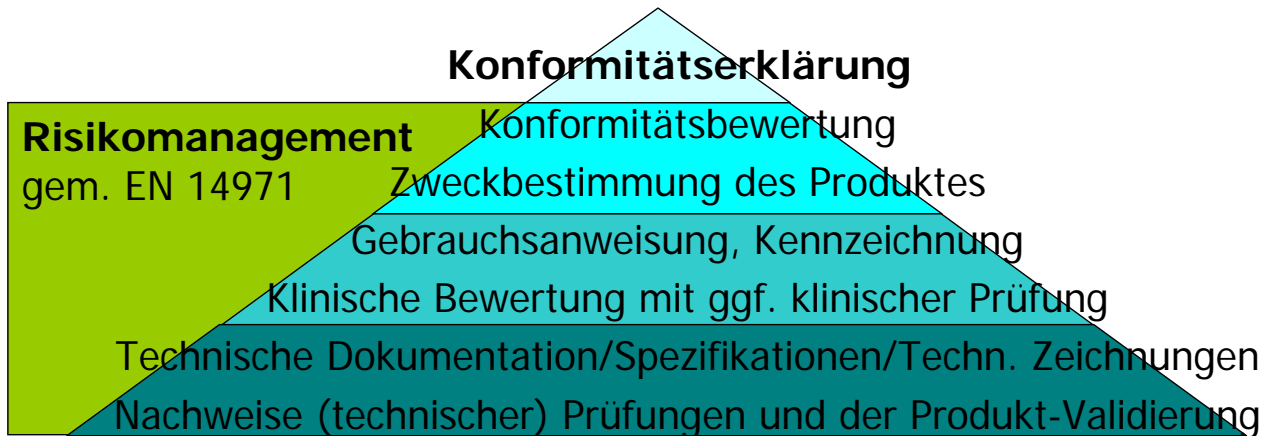 Konformitätserklärung
Risikomanagement
gem. EN 14971
Konformitätsbewertung
Zweckbestimmung des Produktes
Gebrauchsanweisung, Kennzeichnung
Klinische Bewertung mit ggf. klinischer Prüfung
Technische Dokumentation/Spezifikationen/Techn. Zeichnungen
Nachweise (technischer) Prüfungen und der Produkt-Validierung